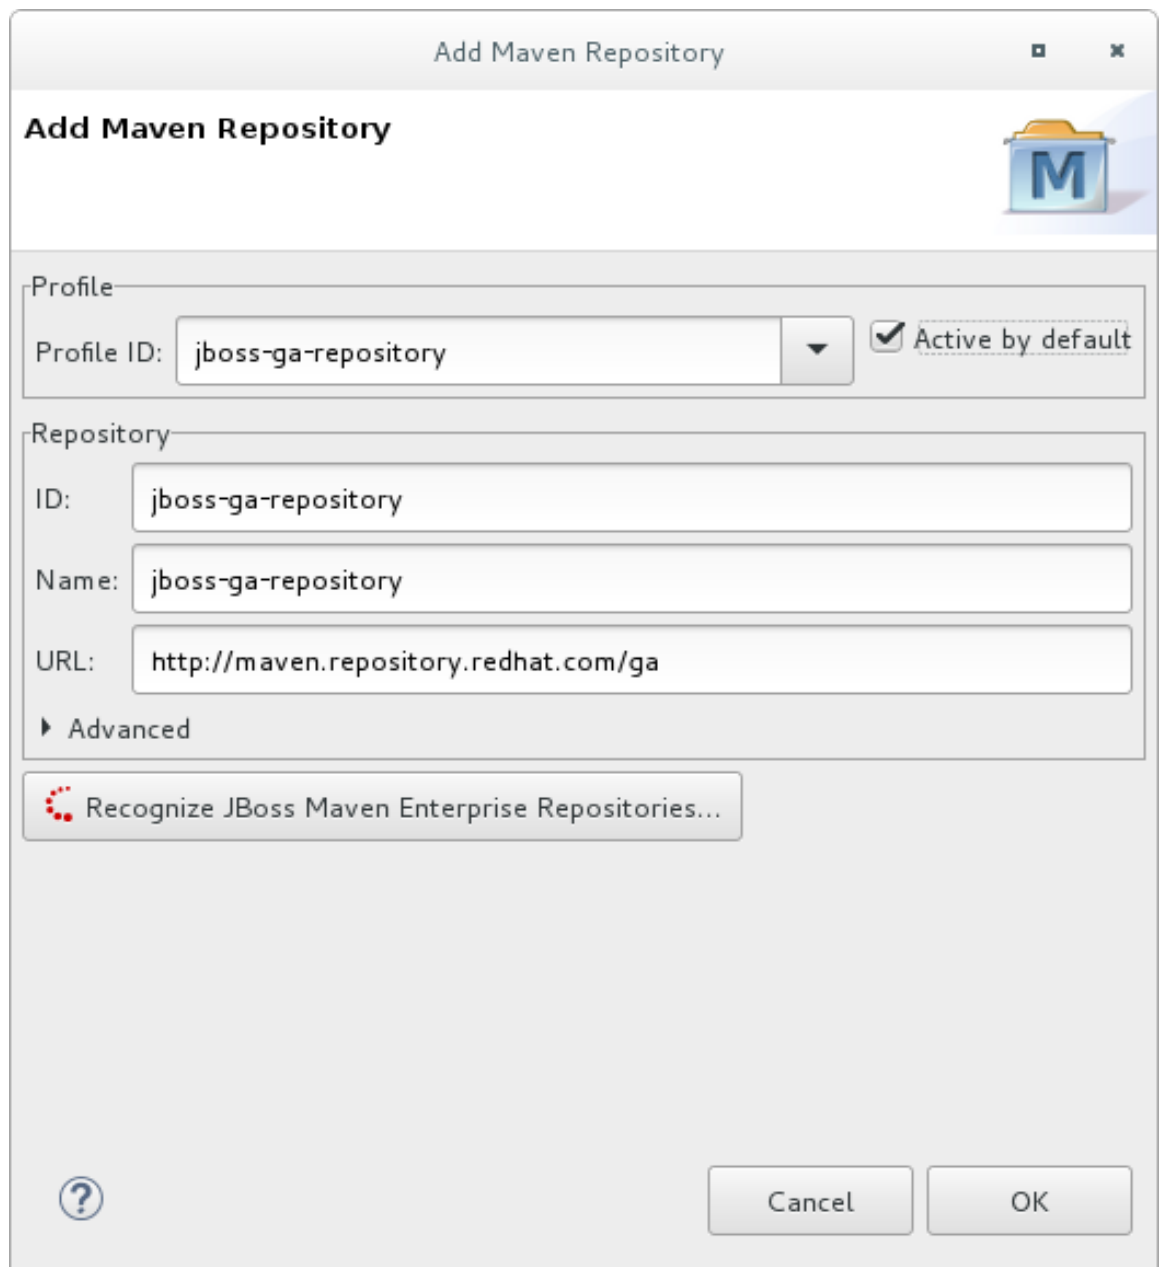 Add Maven Repository
Add Maven Repository
M
Profile
Profile ID: jboss-ga-repository Active by default
Repository
ID: jboss-ga-repository
Name: jboss-ga-repository
URL: http://maven.repository.redhat.com/ga
Advanced
Recognize JBoss Maven Enterprise Repositories...
? Cancel OK